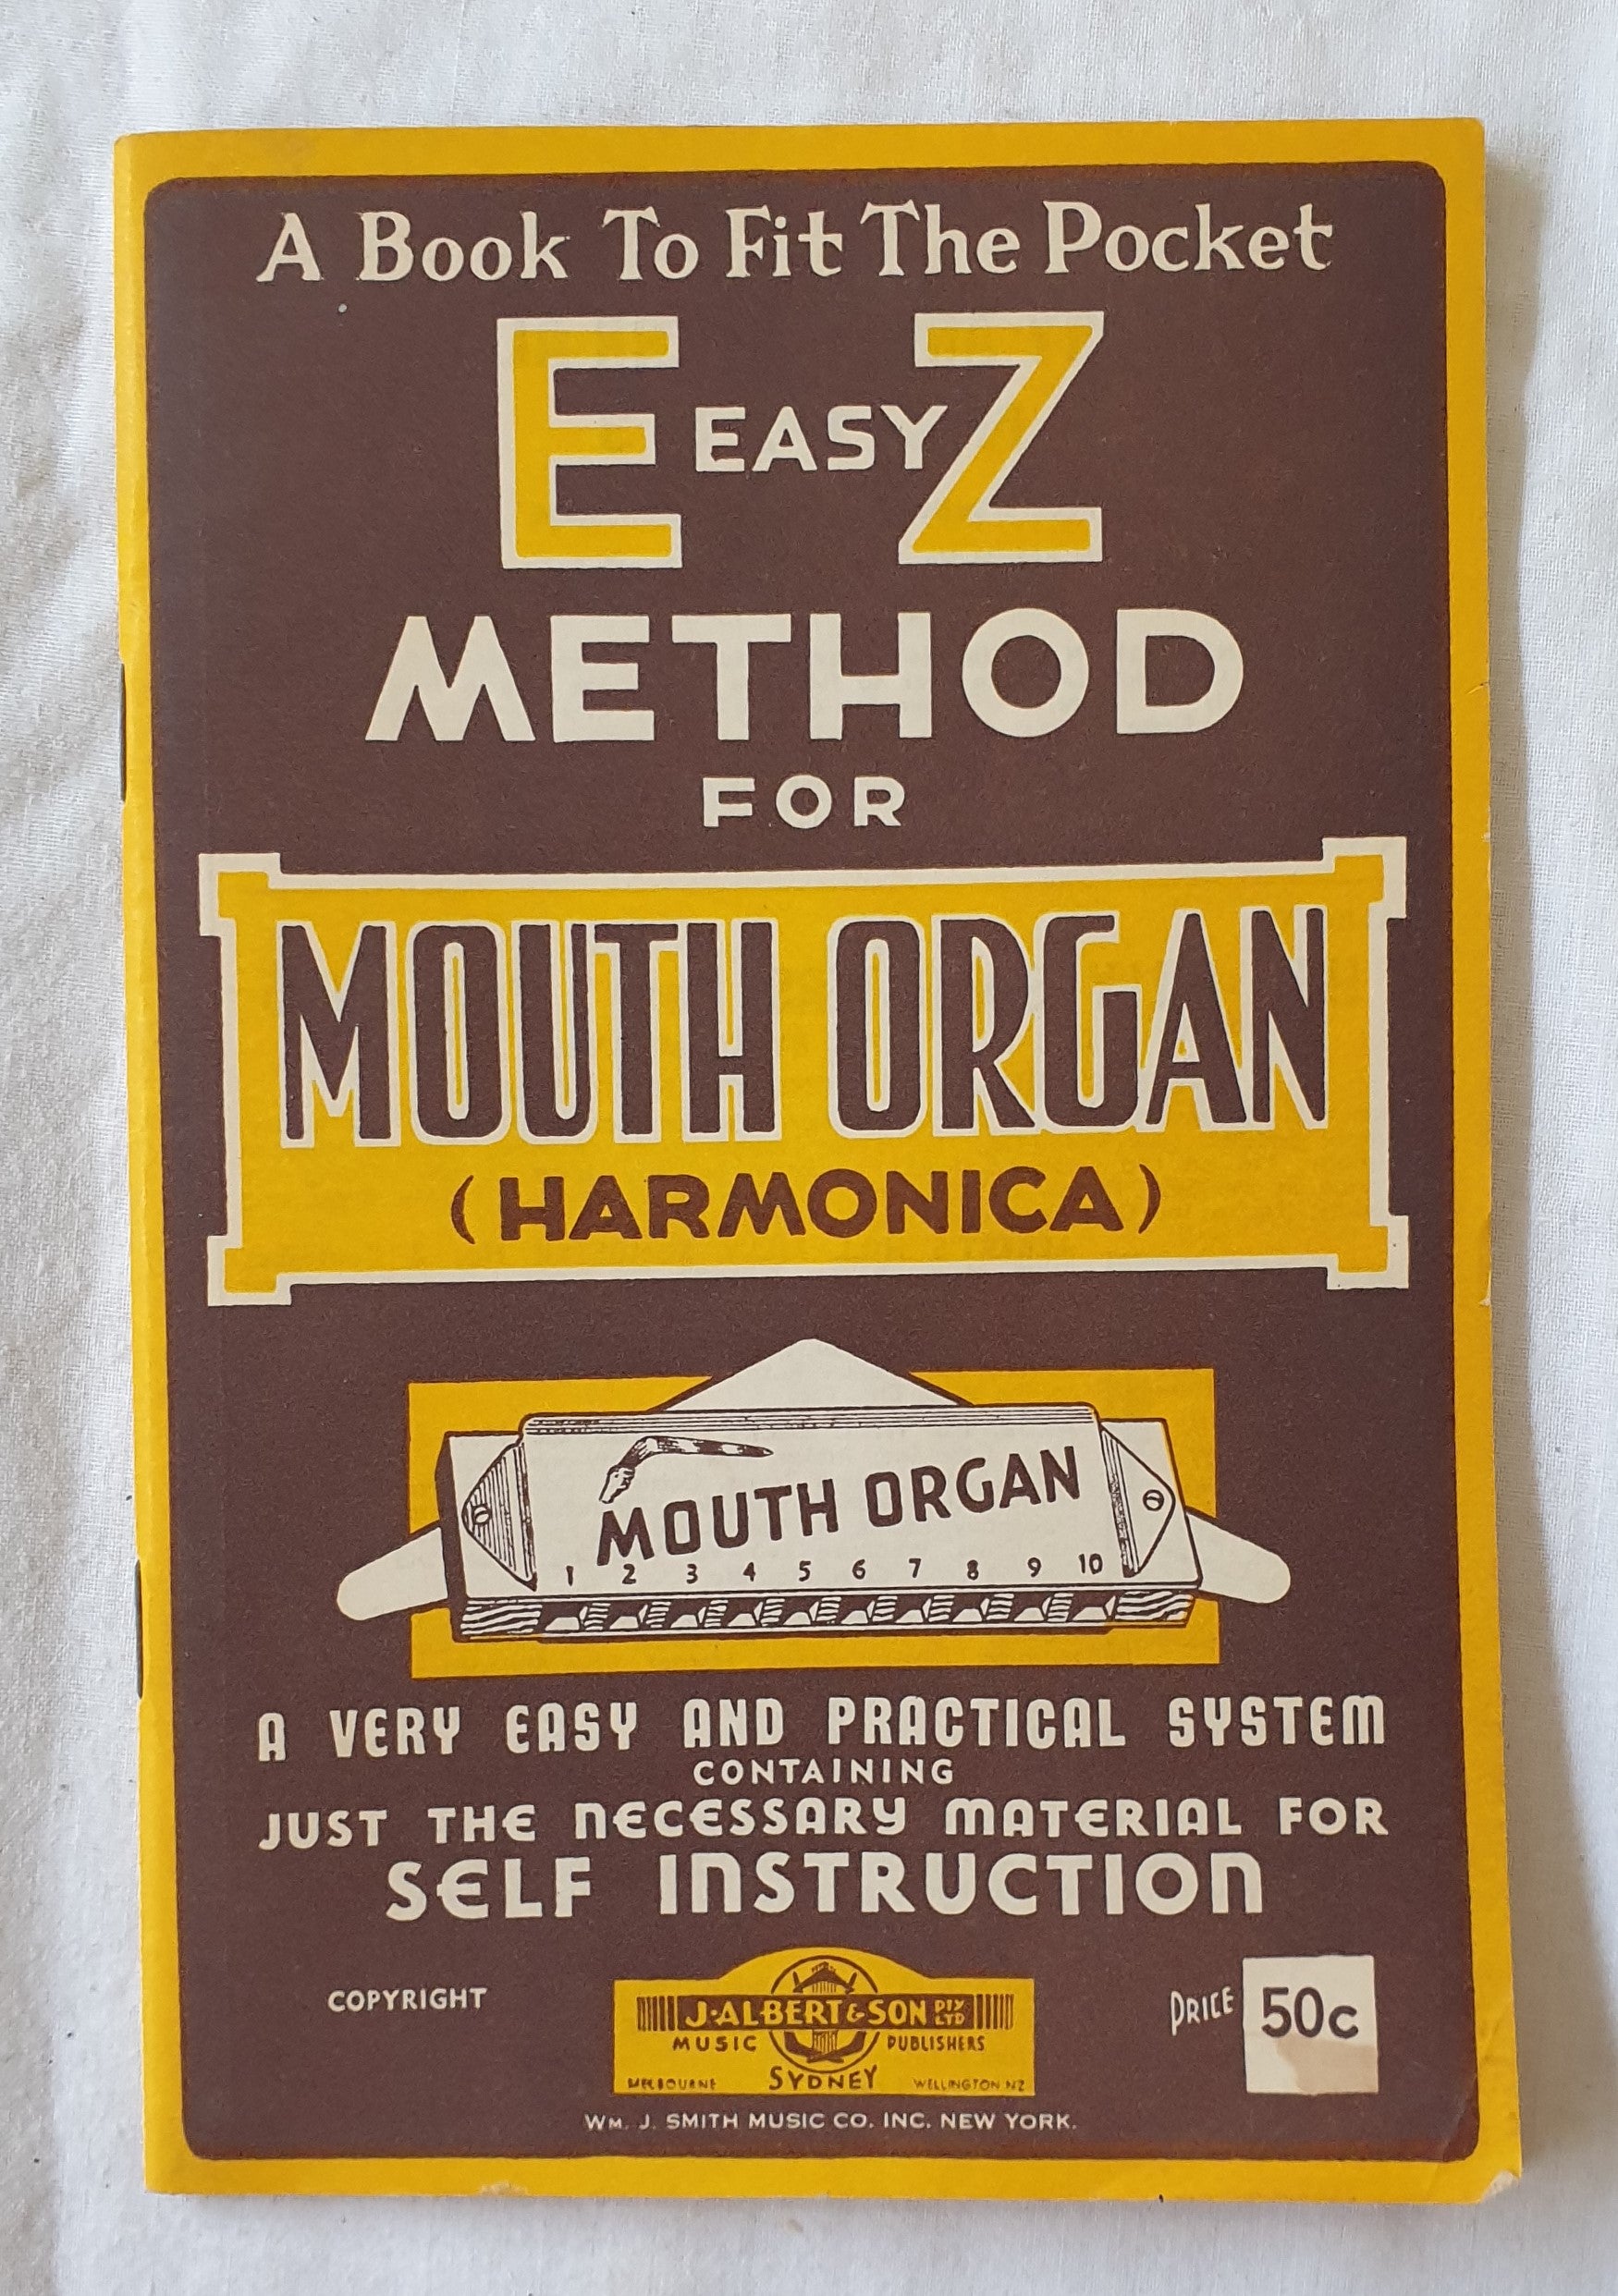 A Book To Fit The Pocket
E EASY Z
METHOD
FOR
MOUTH ORGAN
(HARMONICA)
MOUTH ORGAN
1 2 3 4 5 6 7 8 9 10
A VERY EASY AND PRACTICAL SYSTEM
CONTAINING
JUST THE NECESSARY MATERIAL FOR
SELF INSTRUCTION
COPYRIGHT
J. ALBERT & SON PTY LTD
MUSIC PUBLISHERS
MELBOURNE SYDNEY WELLINGTON NZ
PRICE 50c
WM. J. SMITH MUSIC CO. INC. NEW YORK.